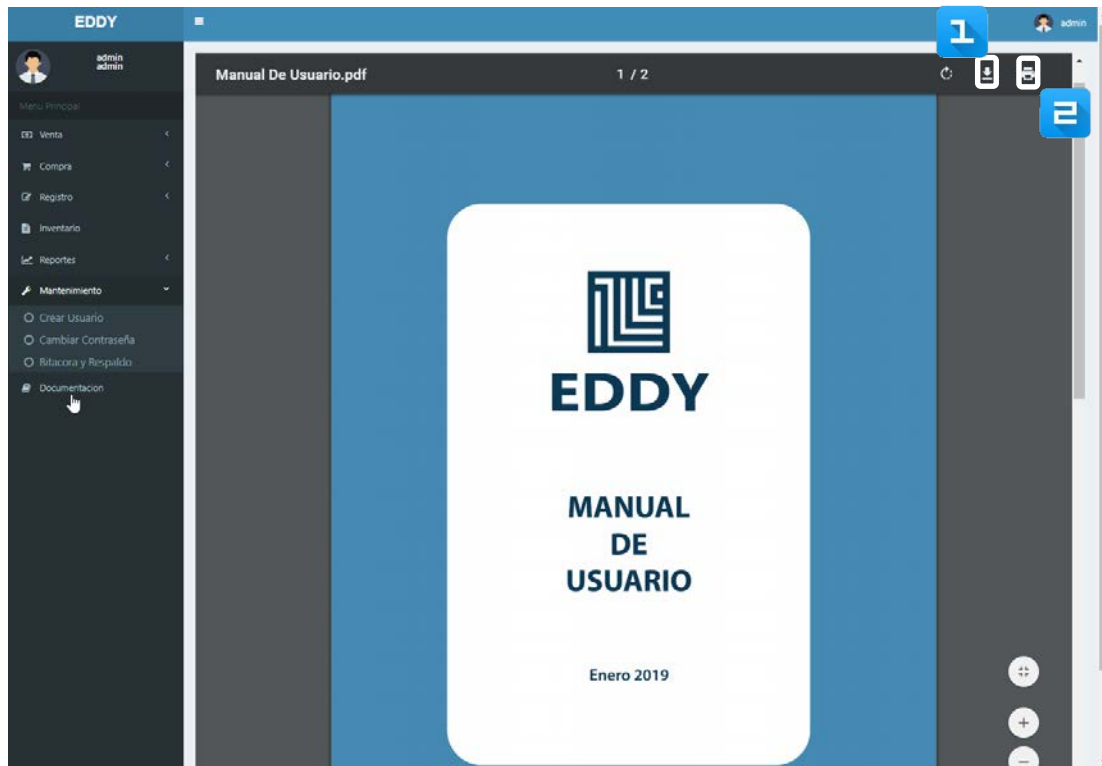 EDDY
admin
admin
admin
Menu Principal
Venta
Compra
Registro
Inventario
Reportes
Mantenimiento
Crear Usuario
Cambiar Contraseña
Bitacora y Respaldo
Documentacion
1
Manual De Usuario.pdf
1 / 2
2
EDDY
MANUAL
DE
USUARIO
Enero 2019